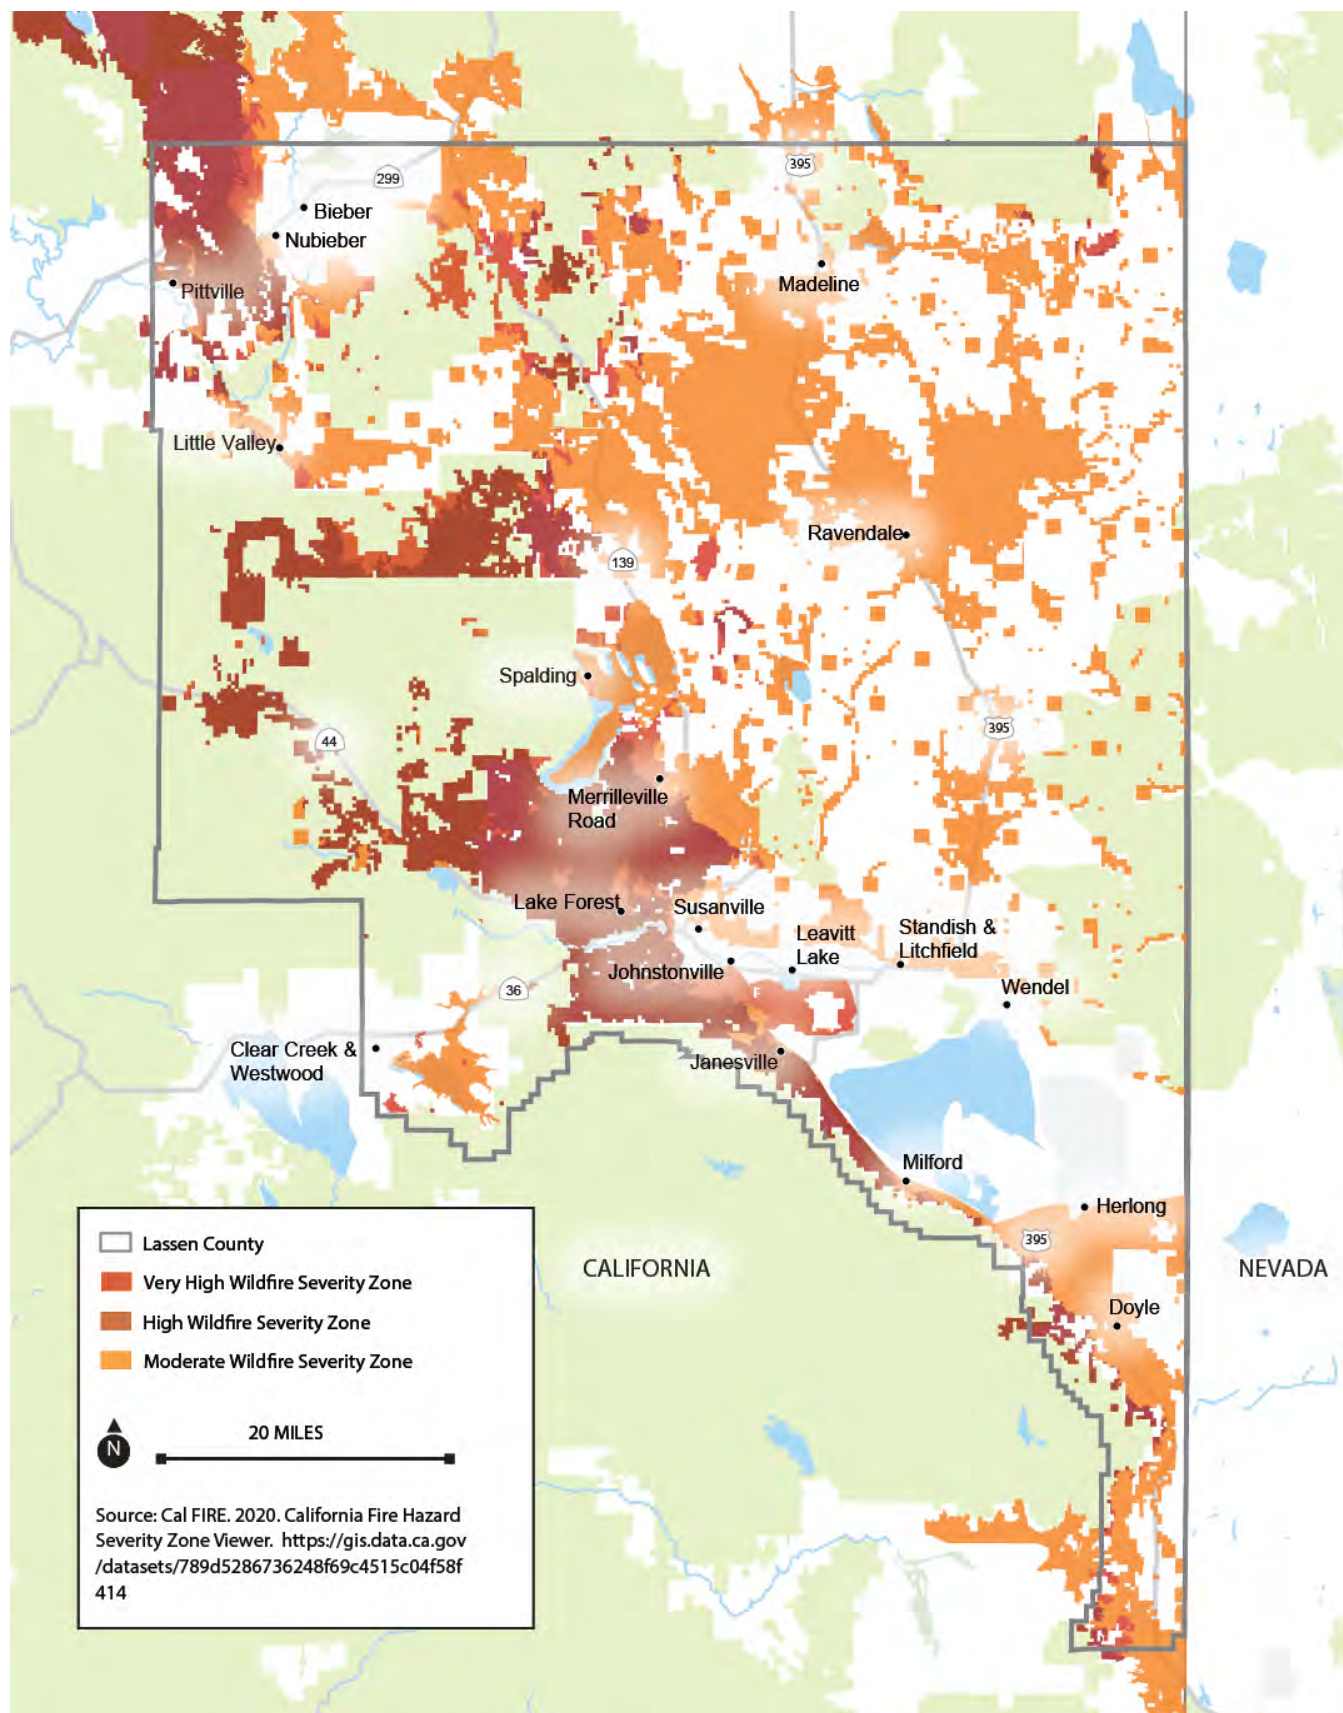 395
299
Bieber
Nubieber
Madeline
Pittville
Little Valley
Ravendale
139
Spalding
395
44
Merrilleville
Road
Lake Forest
Susanville
Leavitt
Lake
Standish &
Litchfield
Johnstonville
36
Wendel
F
Clear Creek &
Westwood
Janesville
Milford
Herlong
395
CALIFORNIA
NEVADA
Doyle
Lassen County
Very High Wildfire Severity Zone
High Wildfire Severity Zone
Moderate Wildfire Severity Zone
N
20 MILES
Source: Cal FIRE. 2020. California Fire Hazard
Severity Zone Viewer. https://gis.data.ca.gov
/datasets/789d5286736248f69c4515c04f58f
414